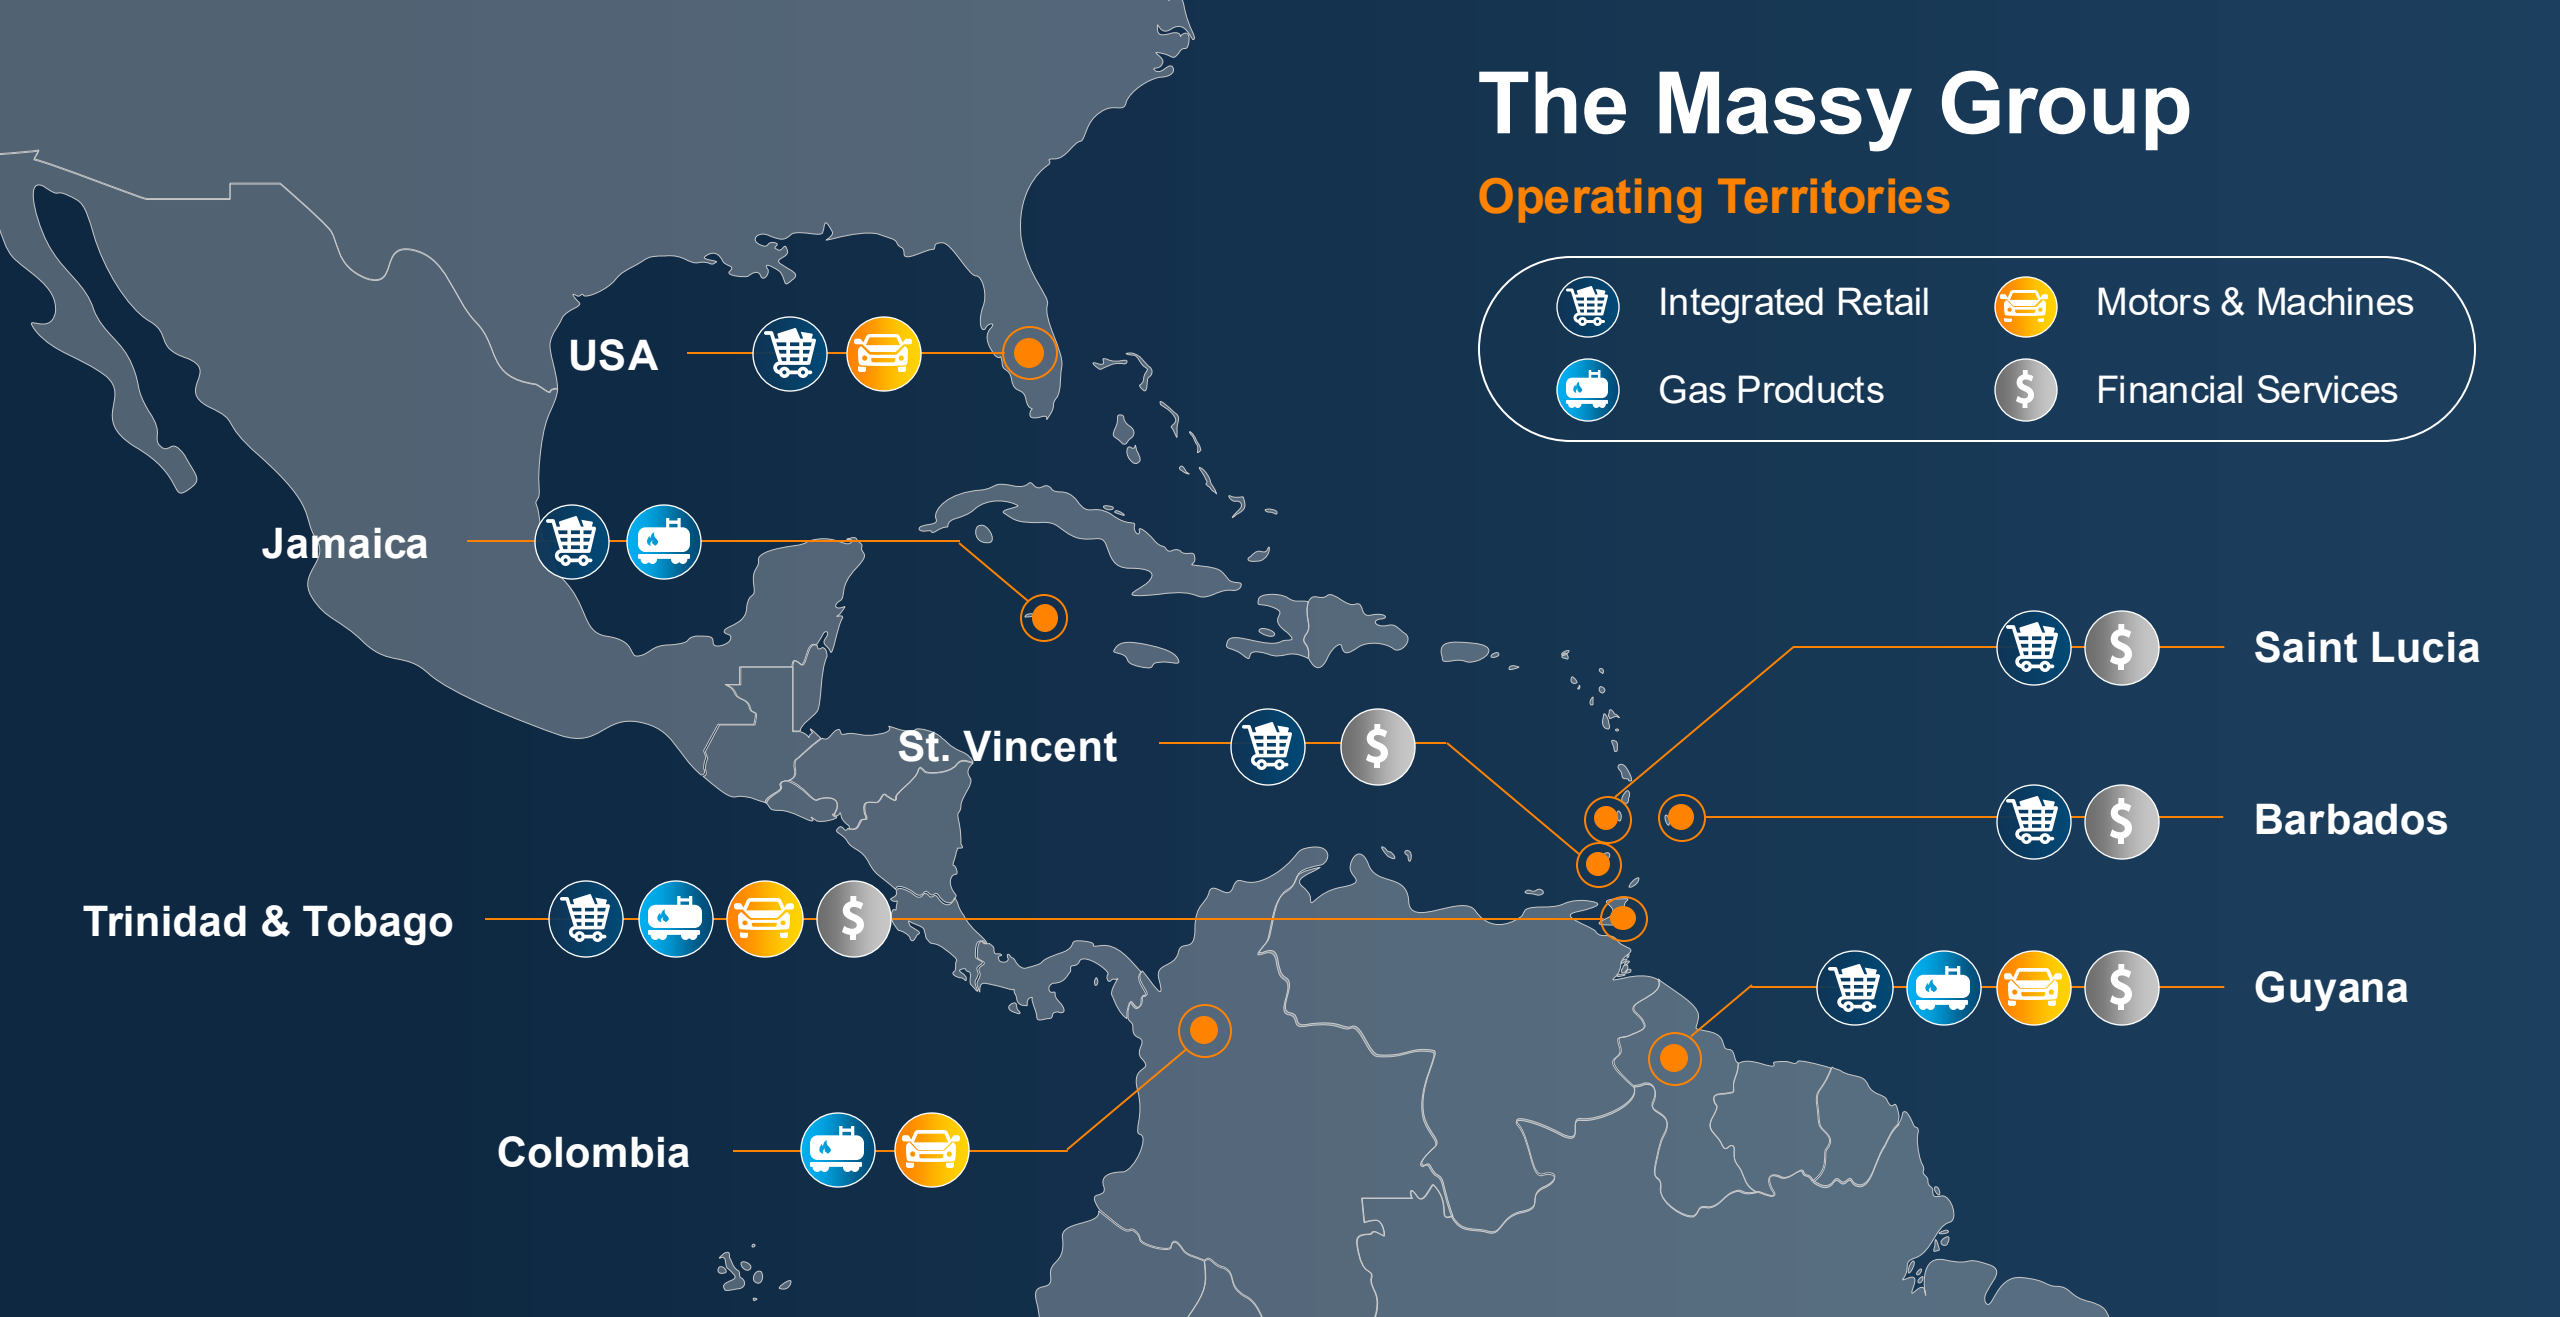 The Massy Group
Operating Territories
Integrated Retail
Motors & Machines
Gas Products
Financial Services
USA
Jamaica
Saint Lucia
St. Vincent
Barbados
Trinidad & Tobago
Guyana
Colombia